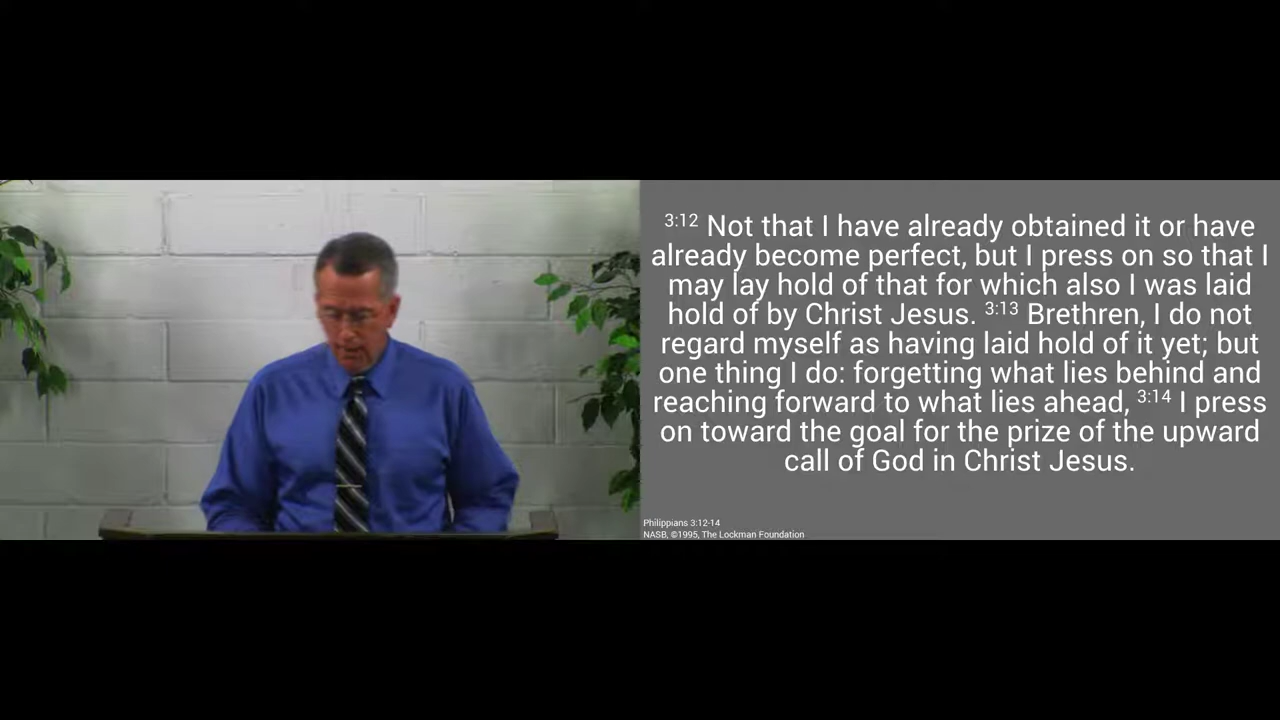 3:12 Not that I have already obtained it or have
already become perfect, but I press on so that I
may lay hold of that for which also I was laid
hold of by Christ Jesus. 3:13 Brethren, I do not
regard myself as having laid hold of it yet; but
one thing I do: forgetting what lies behind and
reaching forward to what lies ahead, 3:14 I press
on toward the goal for the prize of the upward
call of God in Christ Jesus.
Philippians 3:12-14
NASB, ©1995, The Lockman Foundation